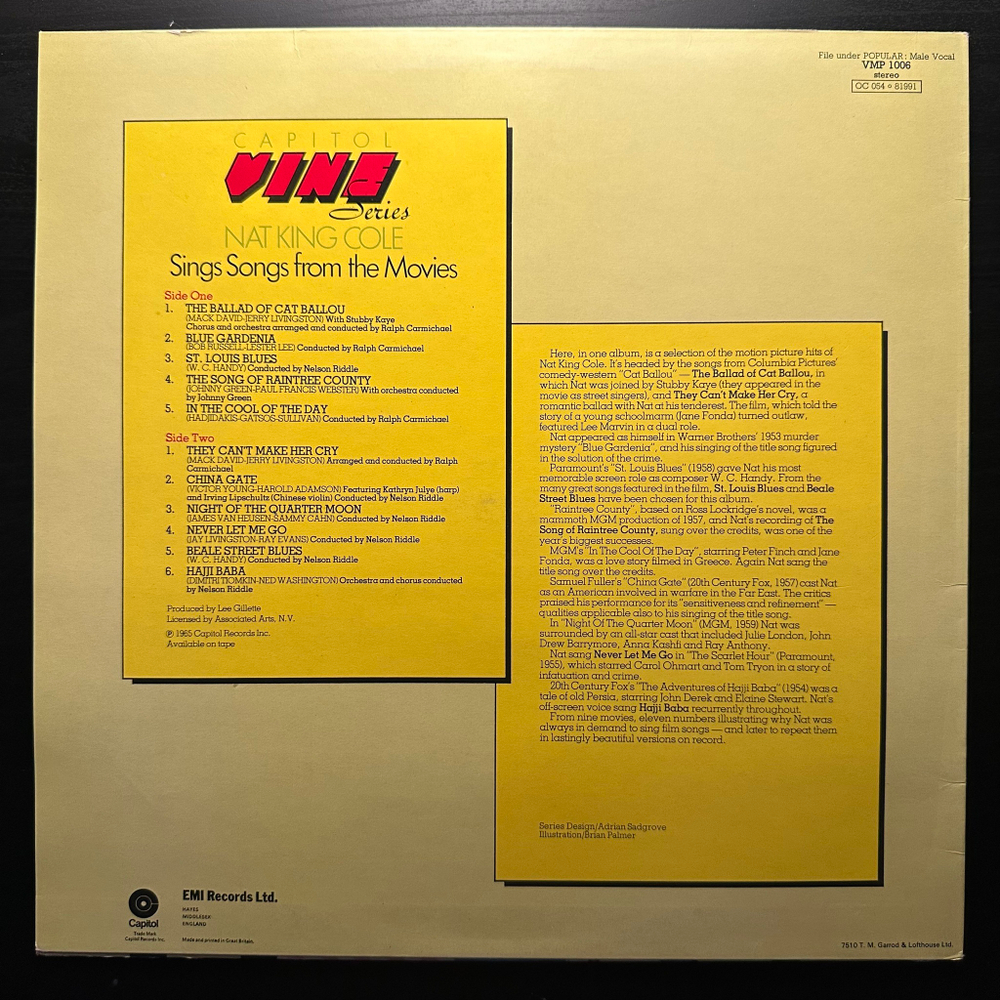 File under POPULAR: Male Vocal
VMP 1006
stereo
OC 054 o 81991
CAPITOL
VINE
Series
NAT KING COLE
Sings Songs from the Movies
Side One
1. THE BALLAD OF CAT BALLOU
(MACK DAVID-JERRY LIVINGSTON) With Stubby Kaye
Chorus and orchestra arranged and conducted by Ralph Carmichael
2. BLUE GARDENIA
(BOB RUSSELL-LESTER LEE) Conducted by Ralph Carmichael
3. ST. LOUIS BLUES
(W. C. HANDY) Conducted by Nelson Riddle
4. THE SONG OF RAINTREE COUNTY
(JOHNNY GREEN-PAUL FRANCIS WEBSTER) With orchestra conducted
by Johnny Green
5. IN THE COOL OF THE DAY
(HADJIDAKIS-GATSOS-SULLIVAN) Conducted by Ralph Carmichael
Side Two
1. THEY CAN'T MAKE HER CRY
(MACK DAVID-JERRY LIVINGSTON) Arranged and conducted by Ralph
Carmichael
2. CHINA GATE
(VICTOR YOUNG-HAROLD ADAMSON) Featuring Kathryn Julye (harp)
and Irving Lipschultz (Chinese violin) Conducted by Nelson Riddle
3. NIGHT OF THE QUARTER MOON
(JAMES VAN HEUSEN-SAMMY CAHN) Conducted by Nelson Riddle
4. NEVER LET ME GO
(JAY LIVINGSTON-RAY EVANS) Conducted by Nelson Riddle
5. BEALE STREET BLUES
(W. C. HANDY) Conducted by Nelson Riddle
6. HAJJI BABA
(DIMITRI TIOMKIN-NED WASHINGTON) Orchestra and chorus conducted
by Nelson Riddle
Produced by Lee Gillette
Licensed by Associated Arts, N.V.
℗ 1965 Capitol Records Inc.
Available on tape
Here, in one album, is a selection of the motion picture hits of
Nat King Cole. It's headed by the songs from Columbia Pictures'
comedy-western "Cat Ballou" — The Ballad of Cat Ballou, in
which Nat was joined by Stubby Kaye (they appeared in the
movie as street singers), and They Can't Make Her Cry, a
romantic ballad with Nat at his tenderest. The film, which told the
story of a young schoolmarm (Jane Fonda) turned outlaw,
featured Lee Marvin in a dual role.
Nat appeared as himself in Warner Brothers' 1953 murder
mystery "Blue Gardenia", and his singing of the title song figured
in the solution of the crime.
Paramount's "St. Louis Blues" (1958) gave Nat his most
memorable screen role as composer W. C. Handy. From the
many great songs featured in the film, St. Louis Blues and Beale
Street Blues have been chosen for this album.
"Raintree County", based on Ross Lockridge's novel, was a
mammoth MGM production of 1957, and Nat's recording of The
Song of Raintree County, sung over the credits, was one of the
year's biggest successes.
MGM's "In The Cool Of The Day", starring Peter Finch and Jane
Fonda, was a love story filmed in Greece. Again Nat sang the
title song over the credits.
Samuel Fuller's "China Gate" (20th Century Fox, 1957) cast Nat
as an American involved in warfare in the Far East. The critics
praised his performance for its "sensitiveness and refinement" —
qualities applicable also to his singing of the title song.
In "Night Of The Quarter Moon" (MGM, 1959) Nat was
surrounded by an all-star cast that included Julie London, John
Drew Barrymore, Anna Kashfi and Ray Anthony.
Nat sang Never Let Me Go in "The Scarlet Hour" (Paramount,
1955), which starred Carol Ohmart and Tom Tryon in a story of
infatuation and crime.
20th Century Fox's "The Adventures of Hajji Baba" (1954) was a
tale of old Persia, starring John Derek and Elaine Stewart. Nat's
off-screen voice sang Hajji Baba recurrently throughout.
From nine movies, eleven numbers illustrating why Nat was
always in demand to sing film songs — and later to repeat them
in lastingly beautiful versions on record.
Series Design/Adrian Sadgrove
Illustration/Brian Palmer
Capitol
Trade Mark
Capitol Records Inc.
EMI Records Ltd.
HAYES
MIDDLESEX
ENGLAND
Made and printed in Great Britain.
7510 T. M. Garrod & Lofthouse Ltd.